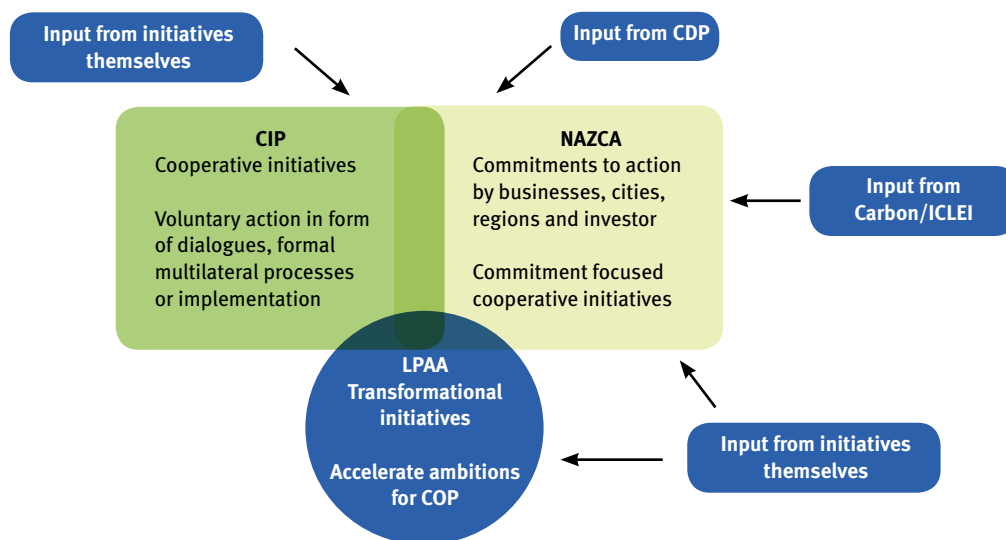 Input from initiatives
themselves
Input from CDP
CIP
Cooperative initiatives
Voluntary action in form
of dialogues, formal
multilateral processes
or implementation
NAZCA
Commitments to action
by businesses, cities,
regions and investor
Commitment focused
cooperative initiatives
Input from
Carbon/ICLEI
LPAA
Transformational
initiatives
Accelerate ambitions
for COP
Input from initiatives
themselves